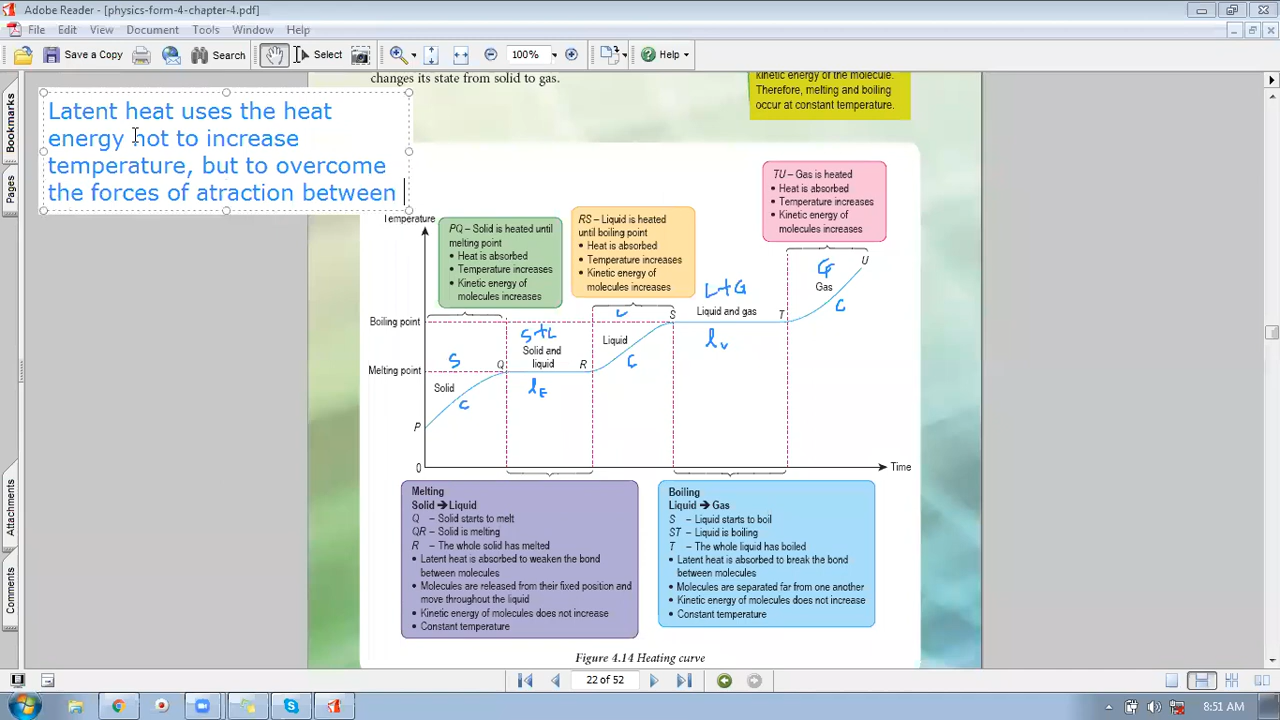 Adobe Reader - [physics-form-4-chapter-4.pdf]
File Edit View Document Tools Window Help
Save a Copy Search Select 100% Help
Bookmarks
Pages
Attachments
Comments
changes its state from solid to gas.
kinetic energy of the molecule.
Therefore, melting and boiling
occur at constant temperature.
Latent heat uses the heat
energy not to increase
temperature, but to overcome
the forces of atraction between
Temperature
PQ – Solid is heated until
melting point
• Heat is absorbed
• Temperature increases
• Kinetic energy of
molecules increases
RS – Liquid is heated
until boiling point
• Heat is absorbed
• Temperature increases
• Kinetic energy of
molecules increases
TU – Gas is heated
• Heat is absorbed
• Temperature increases
• Kinetic energy of
molecules increases
U
G
Gas
C
L+G
S Liquid and gas T
lv
Boiling point
L
Liquid
C
S+L
Solid and
liquid
Q R
lF
Melting point
S
Solid
C
P
0
Time
Melting
Solid ➔ Liquid
Q – Solid starts to melt
QR – Solid is melting
R – The whole solid has melted
• Latent heat is absorbed to weaken the bond
between molecules
• Molecules are released from their fixed position and
move throughout the liquid
• Kinetic energy of molecules does not increase
• Constant temperature
Boiling
Liquid ➔ Gas
S – Liquid starts to boil
ST – Liquid is boiling
T – The whole liquid has boiled
• Latent heat is absorbed to break the bond
between molecules
• Molecules are separated far from one another
• Kinetic energy of molecules does not increase
• Constant temperature
Figure 4.14 Heating curve
22 of 52
8:51 AM